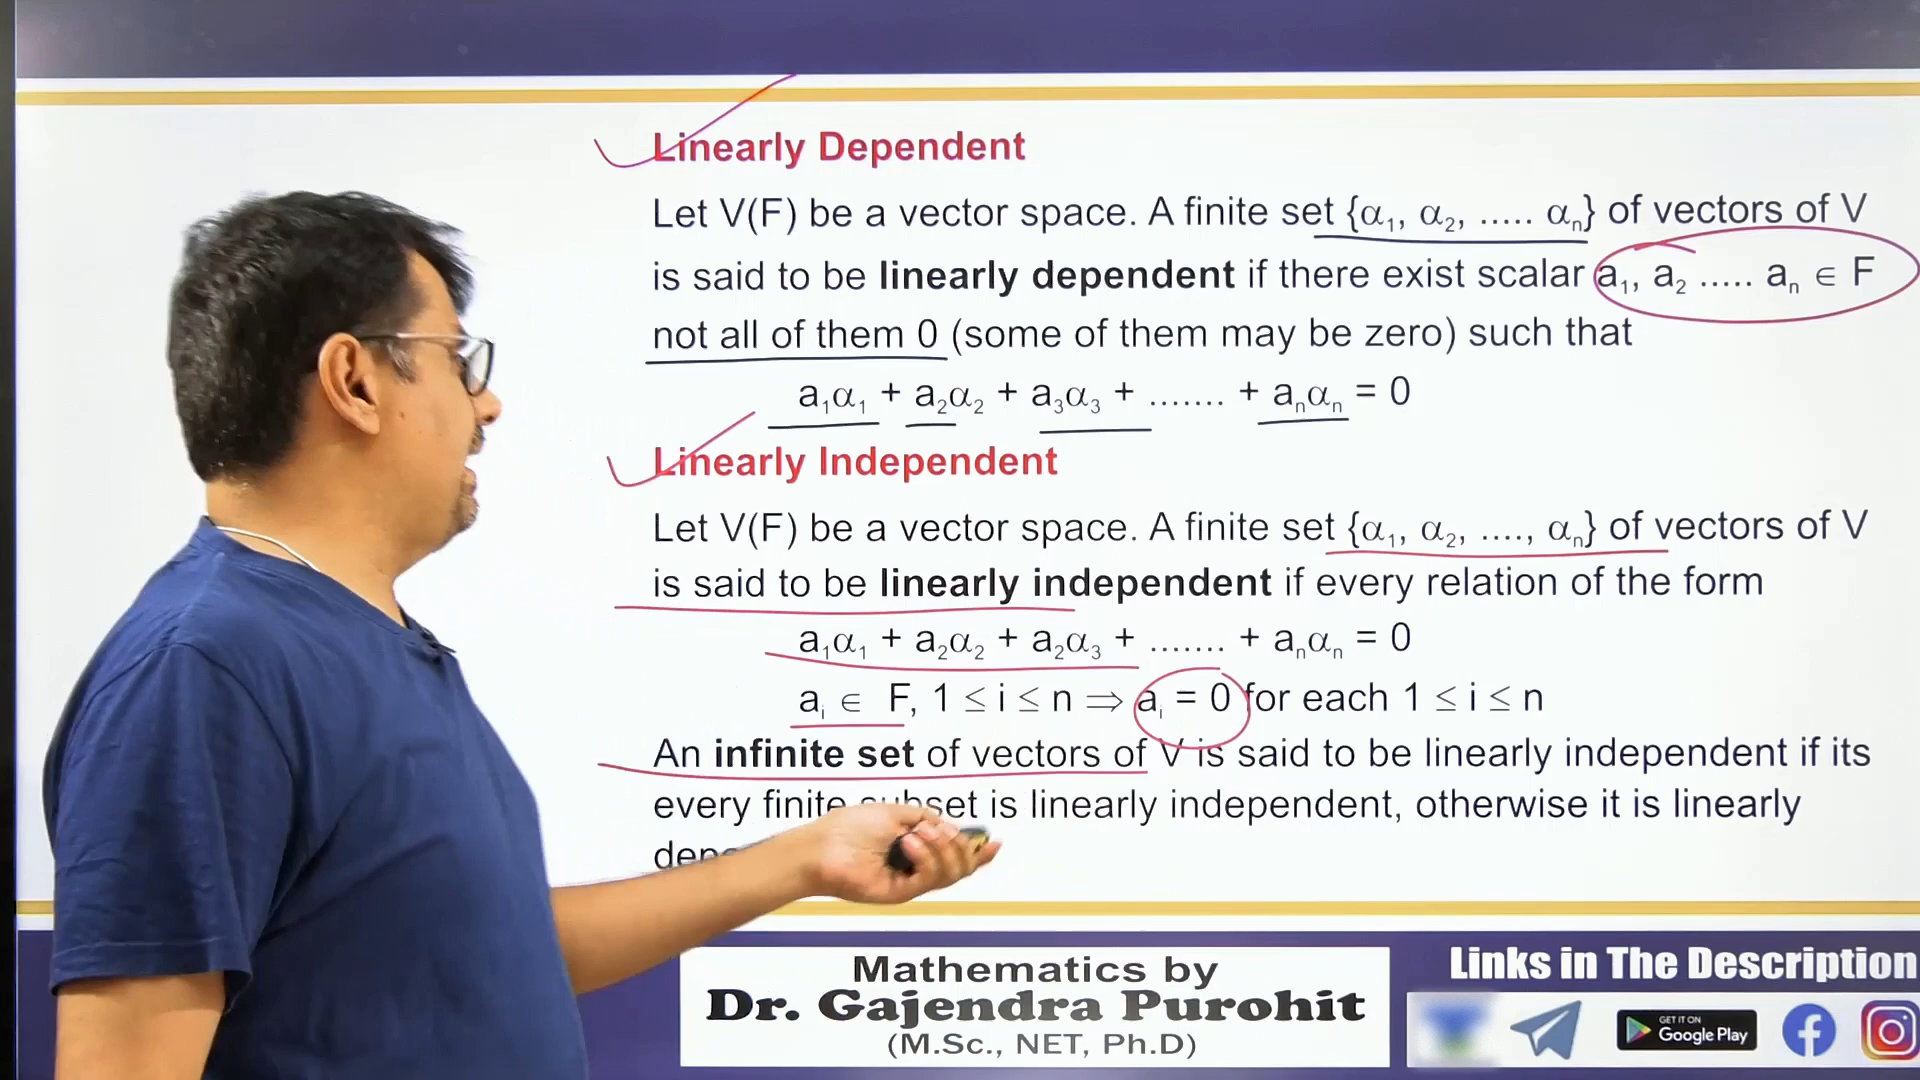 Linearly Dependent
Let V(F) be a vector space. A finite set {α₁, α₂, ..... αₙ} of vectors of V
is said to be linearly dependent if there exist scalar a₁, a₂ ..... aₙ ∈ F
not all of them 0 (some of them may be zero) such that
a₁α₁ + a₂α₂ + a₃α₃ + ....... + aₙαₙ = 0
Linearly Independent
Let V(F) be a vector space. A finite set {α₁, α₂, ...., αₙ} of vectors of V
is said to be linearly independent if every relation of the form
a₁α₁ + a₂α₂ + a₂α₃ + ....... + aₙαₙ = 0
aᵢ ∈ F, 1 ≤ i ≤ n ⇒ aᵢ = 0 for each 1 ≤ i ≤ n
An infinite set of vectors of V is said to be linearly independent if its
every finite subset is linearly independent, otherwise it is linearly
Mathematics by
Dr. Gajendra Purohit
(M.Sc., NET, Ph.D)
Links in The Description
GET IT ON
Google Play